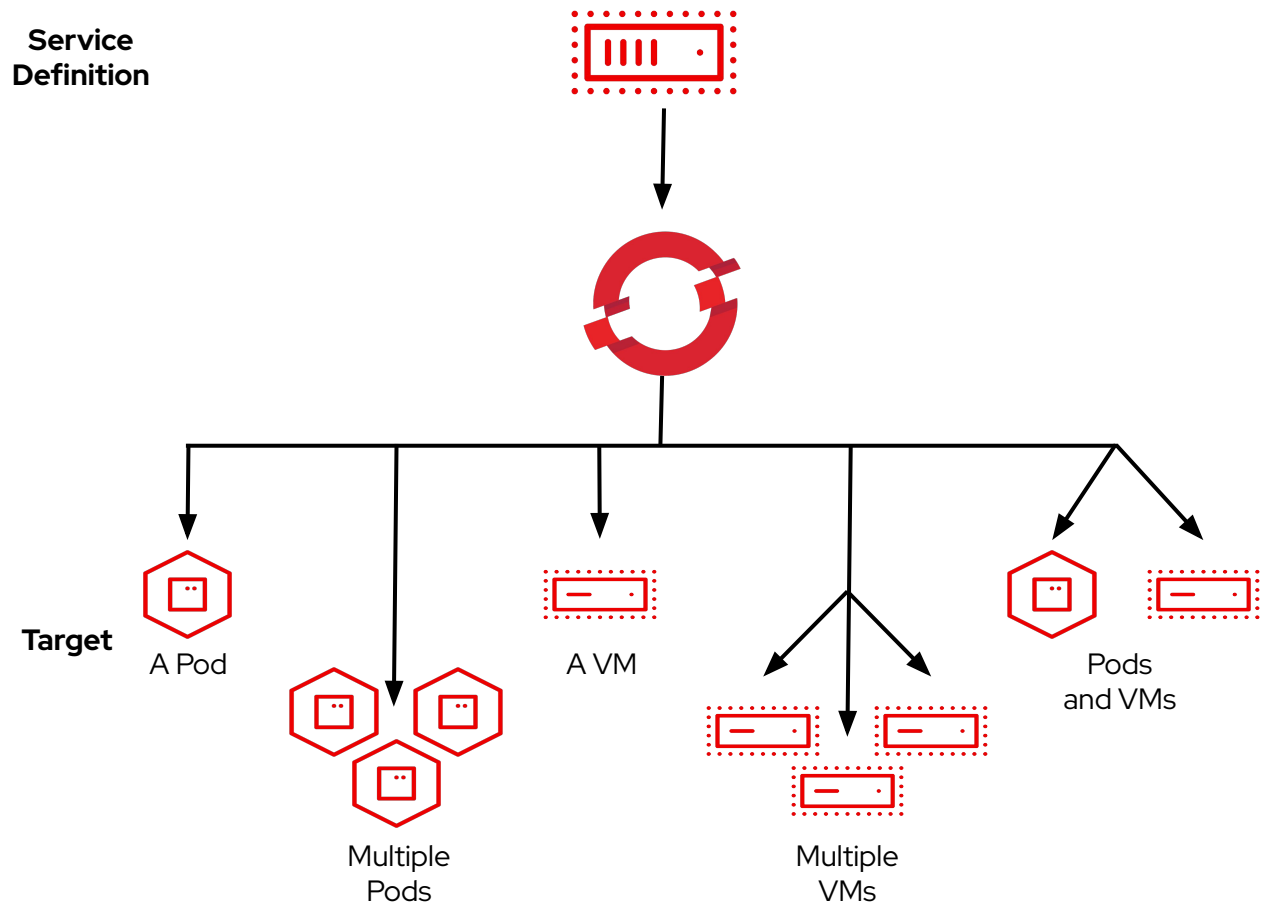 Service
Definition
Target
A Pod
Multiple
Pods
A VM
Multiple
VMs
Pods
and VMs